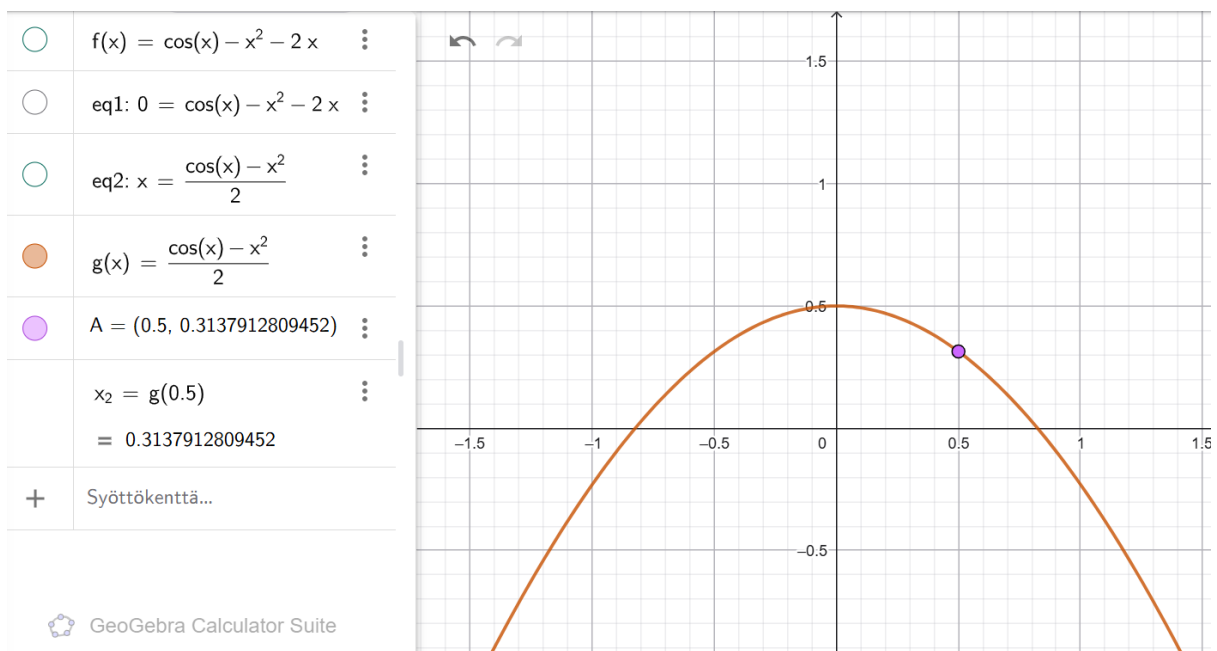 f(x) = cos(x) – x² – 2 x
eq1: 0 = cos(x) – x² – 2 x
eq2: x = (cos(x) – x²) / 2
g(x) = (cos(x) – x²) / 2
A = (0.5, 0.3137912809452)
x₂ = g(0.5)
= 0.3137912809452
+ Syöttökenttä...
GeoGebra Calculator Suite
1.5
1
0.5
–1.5 –1 –0.5 0 0.5 1 1.5
–0.5